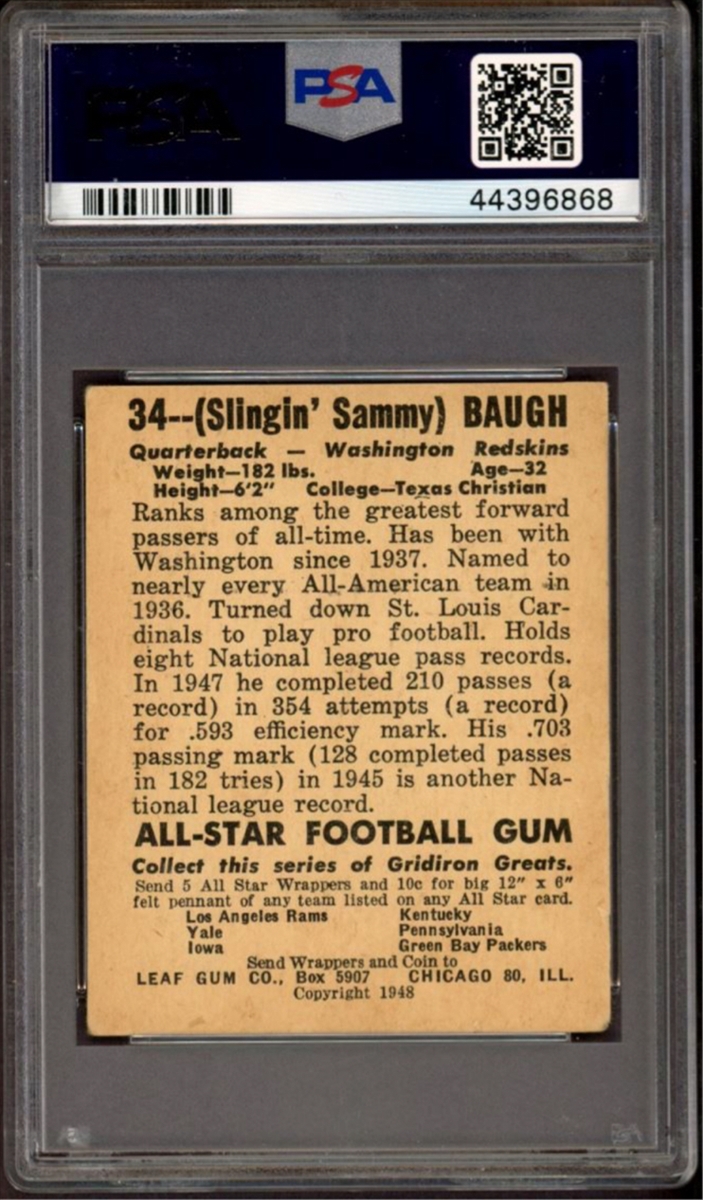 PSA
PSA
44396868
34--(Slingin' Sammy) BAUGH
Quarterback — Washington Redskins
Weight—182 lbs. Age—32
Height—6'2" College—Texas Christian
Ranks among the greatest forward
passers of all-time. Has been with
Washington since 1937. Named to
nearly every All-American team in
1936. Turned down St. Louis Car-
dinals to play pro football. Holds
eight National league pass records.
In 1947 he completed 210 passes (a
record) in 354 attempts (a record)
for .593 efficiency mark. His .703
passing mark (128 completed passes
in 182 tries) in 1945 is another Na-
tional league record.
ALL-STAR FOOTBALL GUM
Collect this series of Gridiron Greats.
Send 5 All Star Wrappers and 10c for big 12" x 6"
felt pennant of any team listed on any All Star card.
Los Angeles Rams Kentucky
Yale Pennsylvania
Iowa Green Bay Packers
Send Wrappers and Coin to
LEAF GUM CO., Box 5907 CHICAGO 80, ILL.
Copyright 1948